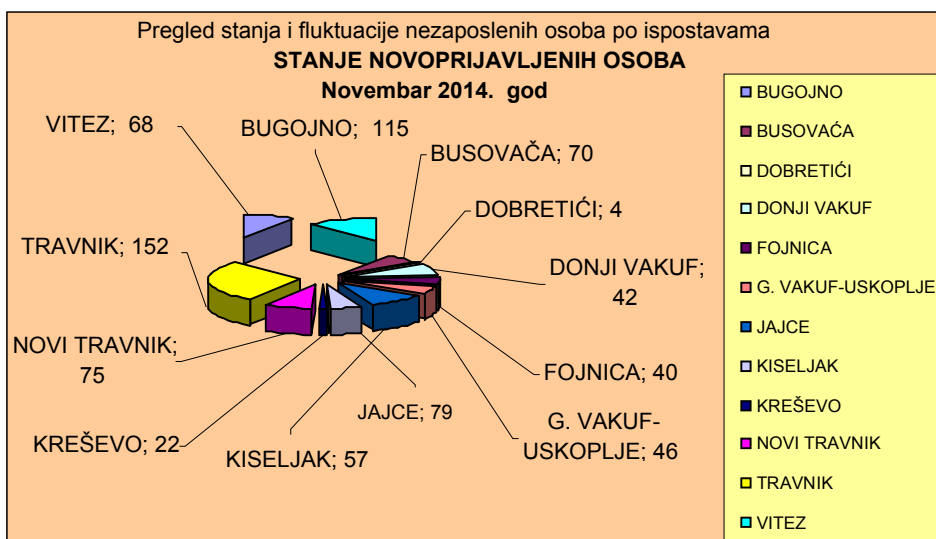 Pregled stanja i fluktuacije nezaposlenih osoba po ispostavama
STANJE NOVOPRIJAVLJENIH OSOBA
Novembar 2014. god
VITEZ; 68
BUGOJNO; 115
BUSOVAČA; 70
DOBRETIĆI; 4
TRAVNIK; 152
DONJI VAKUF;
42
NOVI TRAVNIK;
75
FOJNICA; 40
JAJCE; 79
G. VAKUF-
USKOPLJE; 46
KREŠEVO; 22
KISELJAK; 57
BUGOJNO
BUSOVAĆA
DOBRETIĆI
DONJI VAKUF
FOJNICA
G. VAKUF-USKOPLJE
JAJCE
KISELJAK
KREŠEVO
NOVI TRAVNIK
TRAVNIK
VITEZ